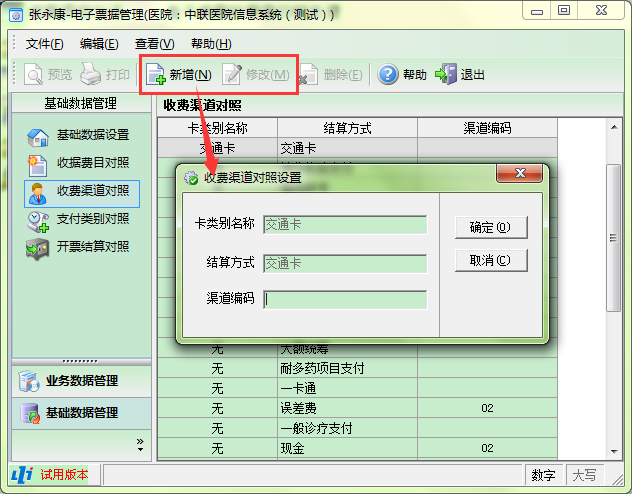 张永康-电子票据管理(医院：中联医院信息系统（测试）)
文件(F) 编辑(E) 查看(V) 帮助(H)
预览 打印 新增(N) 修改(M) 删除(E) 帮助 退出
基础数据管理
基础数据设置
收据费目对照
收费渠道对照
支付类别对照
开票结算对照
业务数据管理
基础数据管理
收费渠道对照
卡类别名称 结算方式 渠道编码
交通卡 交通卡
收费渠道对照设置
卡类别名称 交通卡
结算方式 交通卡
渠道编码
确定(O)
取消(C)
无 大额统筹
无 耐多药项目支付
无 一卡通
无 误差费 02
无 一般诊疗支付
无 现金 02
试用版本 数字 大写